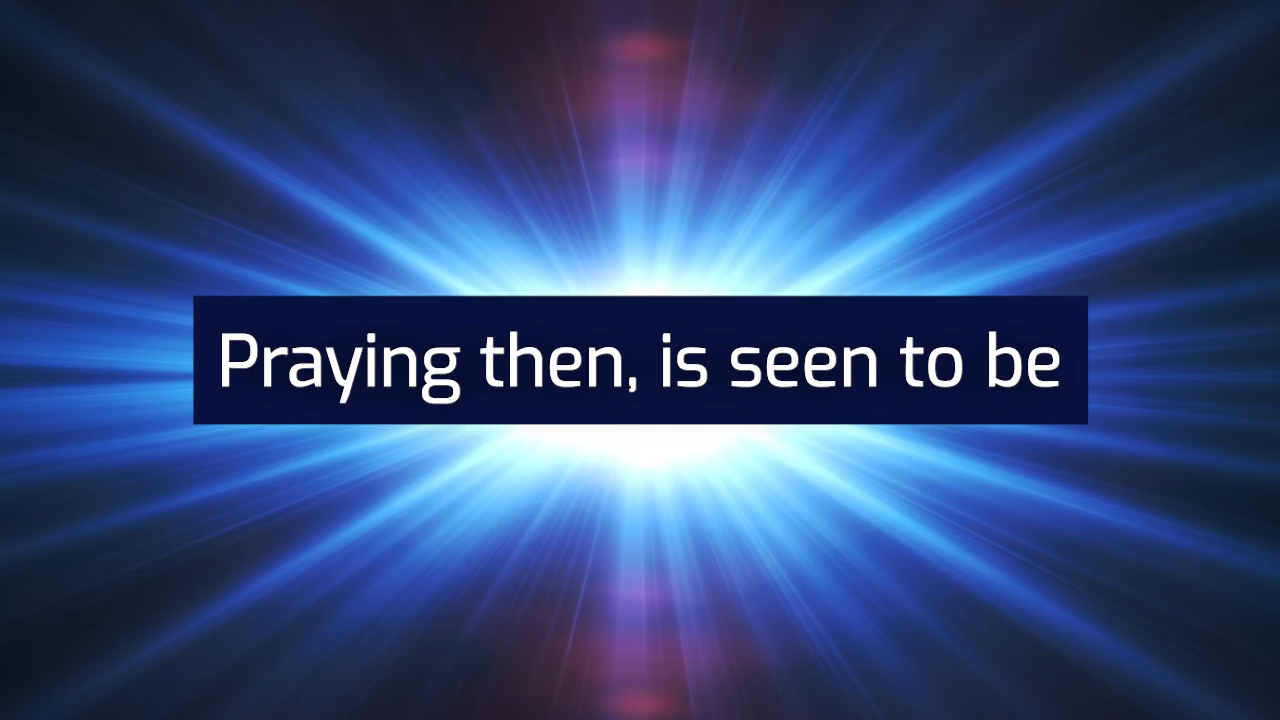 Praying then, is seen to be